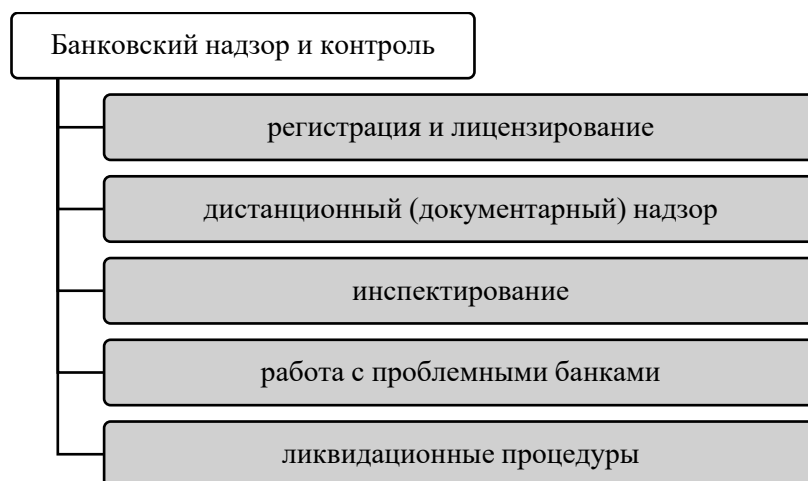 Банковский надзор и контроль
регистрация и лицензирование
дистанционный (документарный) надзор
инспектирование
работа с проблемными банками
ликвидационные процедуры